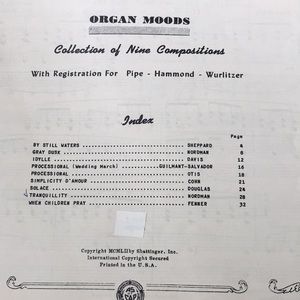 ORGAN MOODS
Collection of Nine Compositions
With Registration For Pipe - Hammond - Wurlitzer
Index
Page
BY STILL WATERS SHEPPARD 4
GRAY DUSK NORDMAN 8
IDYLLE DAVIS 12
PROCESSIONAL (Wedding March) GUILMANT-SALVADOR 16
PROCESSIONAL OTIS 18
SIMPLICITY D'AMOUR COHN 21
SOLACE DOUGLAS 24
TRANQUILLITY NORDMAN 28
WHEN CHILDREN PRAY FENNER 32
Copyright MCMLII by Shattinger, Inc.
International Copyright Secured
Printed in the U.S.A.